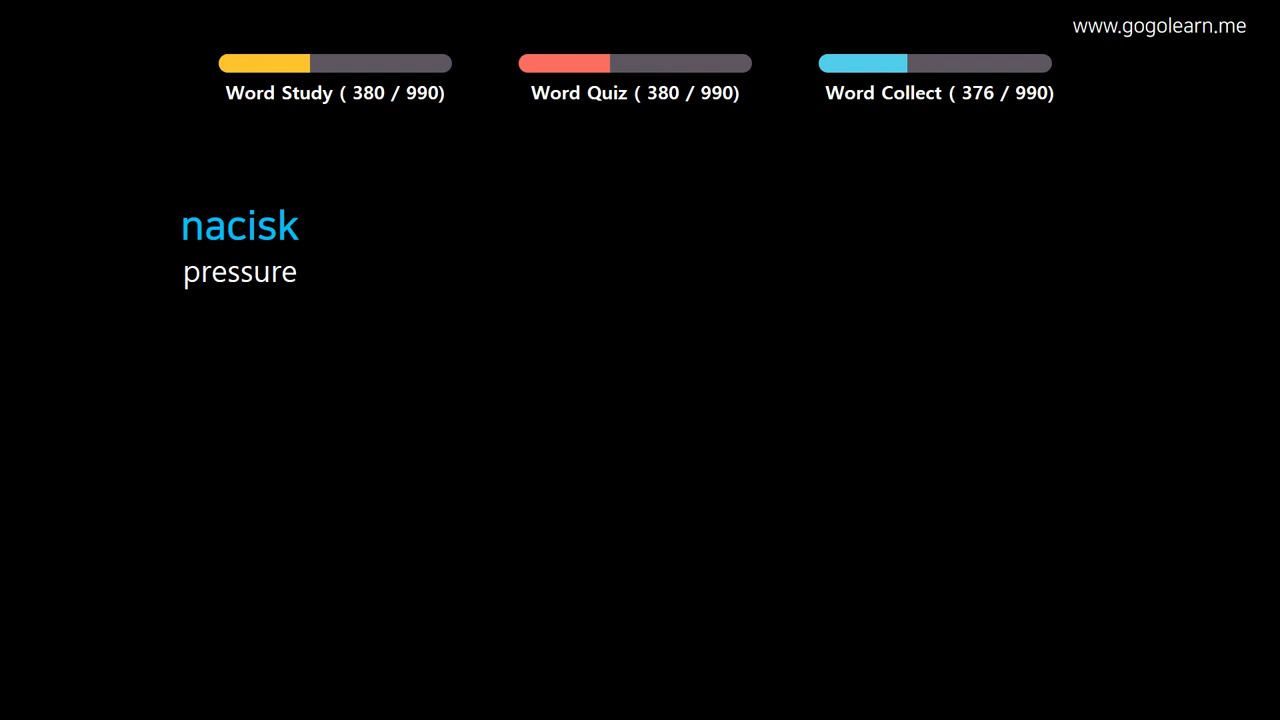 www.gogolearn.me
Word Study ( 380 / 990)
Word Quiz ( 380 / 990)
Word Collect ( 376 / 990)
nacisk
pressure